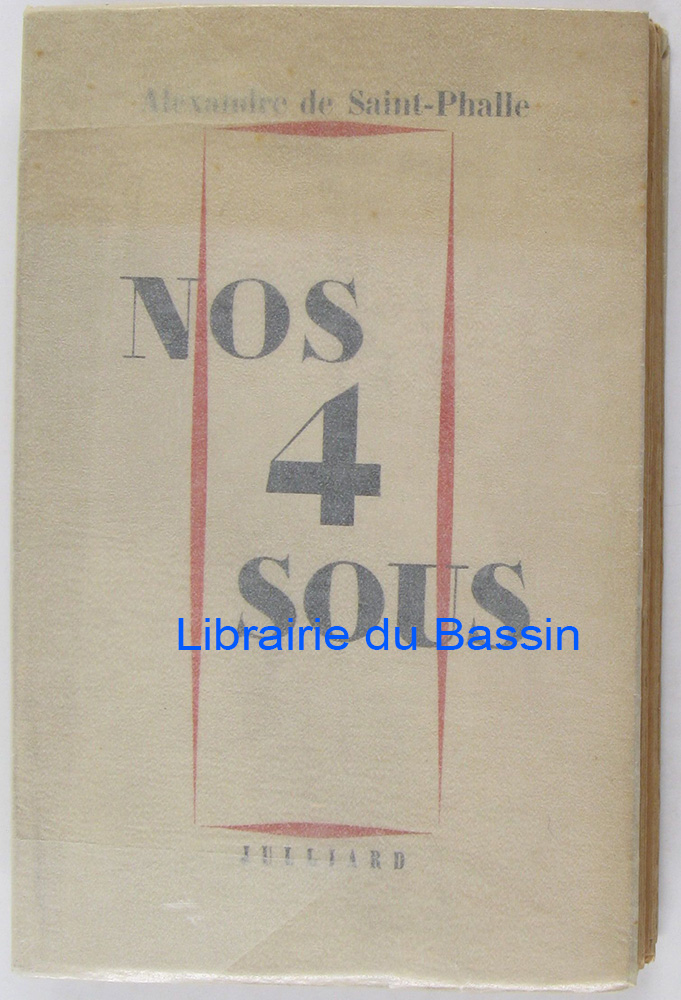 Alexandre de Saint-Phalle
NOS
4
SOUS
Librairie du Bassin
JULLIARD